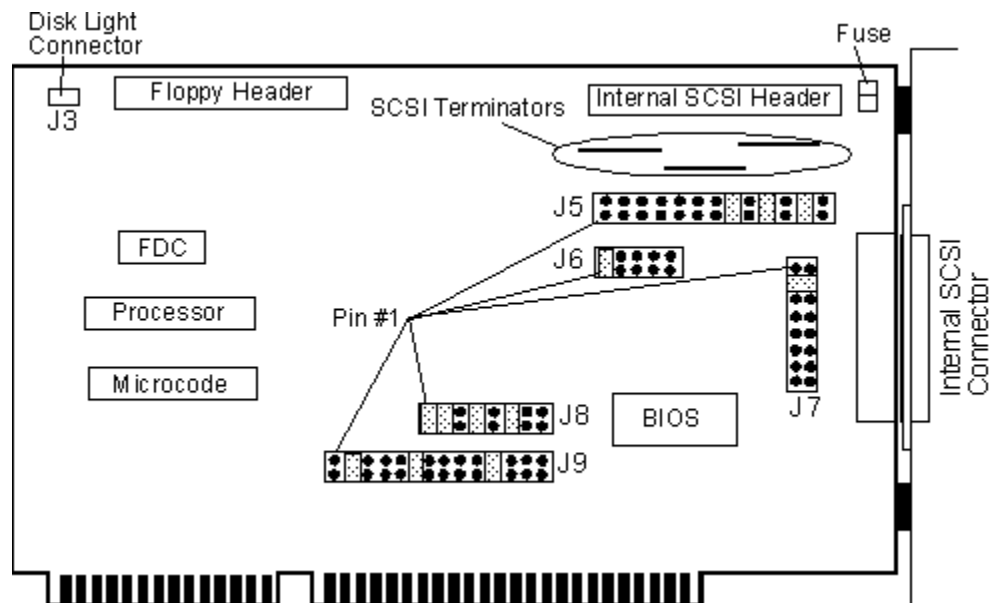 Disk Light
Connector
Fuse
Floppy Header
Internal SCSI Header
J3
SCSI Terminators
J5
FDC
J6
Processor
Pin #1
Internal SCSI
Connector
Microcode
J7
J8
BIOS
J9